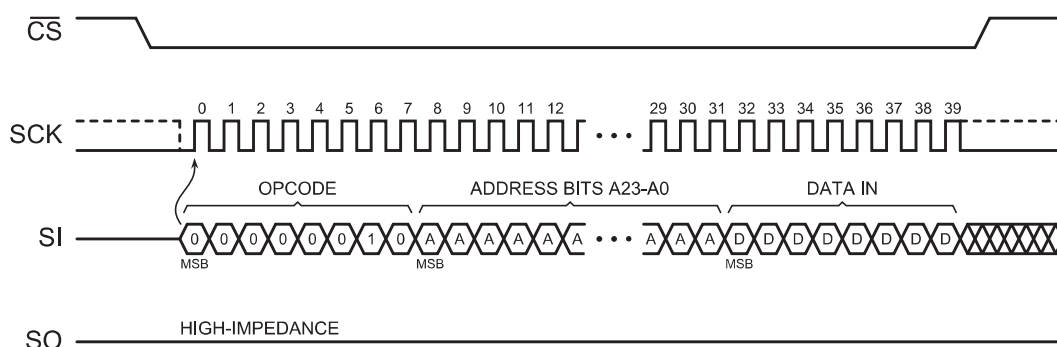 CS
0 1 2 3 4 5 6 7 8 9 10 11 12 29 30 31 32 33 34 35 36 37 38 39
SCK
OPCODE ADDRESS BITS A23-A0 DATA IN
SI 0 0 0 0 0 0 1 0 A A A A A A A A A D D D D D D D D
MSB MSB MSB
HIGH-IMPEDANCE
SO